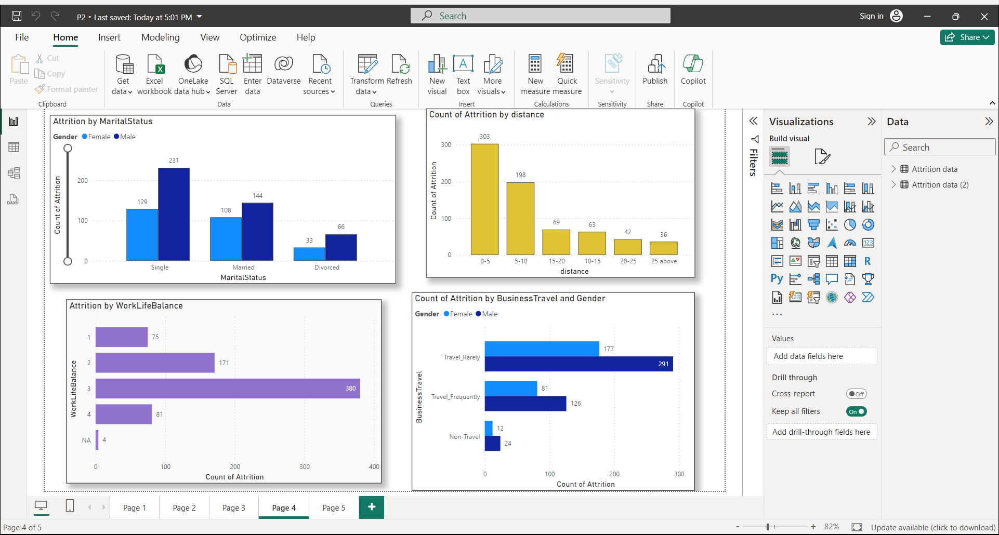 P2 • Last saved: Today at 5:01 PM
Search
Sign in
File Home Insert Modeling View Optimize Help
Share
Paste
Cut
Copy
Format painter
Clipboard
Get data
Excel workbook
OneLake data hub
SQL Server
Enter data
Dataverse
Recent sources
Data
Transform data
Refresh
Queries
New visual
Text box
More visuals
Insert
New measure
Quick measure
Calculations
Sensitivity
Sensitivity
Publish
Share
Copilot
Copilot
DAX
Attrition by MaritalStatus
Gender Female Male
Count of Attrition
200
100
0
129
231
108
144
33
66
Single Married Divorced
MaritalStatus
Count of Attrition by distance
Count of Attrition
300
200
100
0
303
198
69
63
42
36
0-5 5-10 15-20 10-15 20-25 25 above
distance
Attrition by WorkLifeBalance
WorkLifeBalance
1 75
2 171
3 380
4 81
NA 4
0 100 200 300 400
Count of Attrition
Count of Attrition by BusinessTravel and Gender
Gender Female Male
BusinessTravel
Travel_Rarely 177
291
Travel_Frequently 81
126
Non-Travel 12
24
0 100 200 300
Count of Attrition
Filters
Visualizations
Build visual
123
R
Py
123
...
Values
Add data fields here
Drill through
Cross-report Off
Keep all filters On
Add drill-through fields here
Data
Search
Attrition data
Attrition data (2)
Page 1 Page 2 Page 3 Page 4 Page 5 +
Page 4 of 5
- + 82%
Update available (click to download)